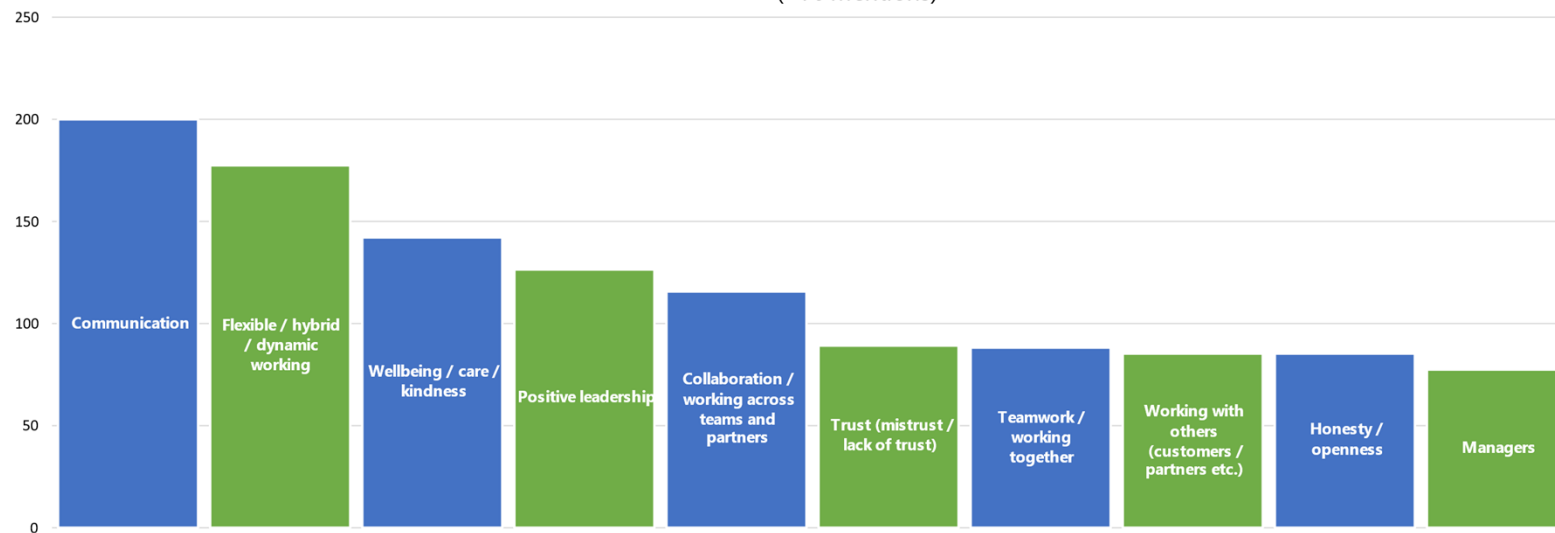 250
200
150
100
50
0
Communication
Flexible / hybrid
/ dynamic
working
Wellbeing / care /
kindness
Positive leadership
Collaboration /
working across
teams and
partners
Trust (mistrust /
lack of trust)
Teamwork /
working
together
Working with
others
(customers /
partners etc.)
Honesty /
openness
Managers